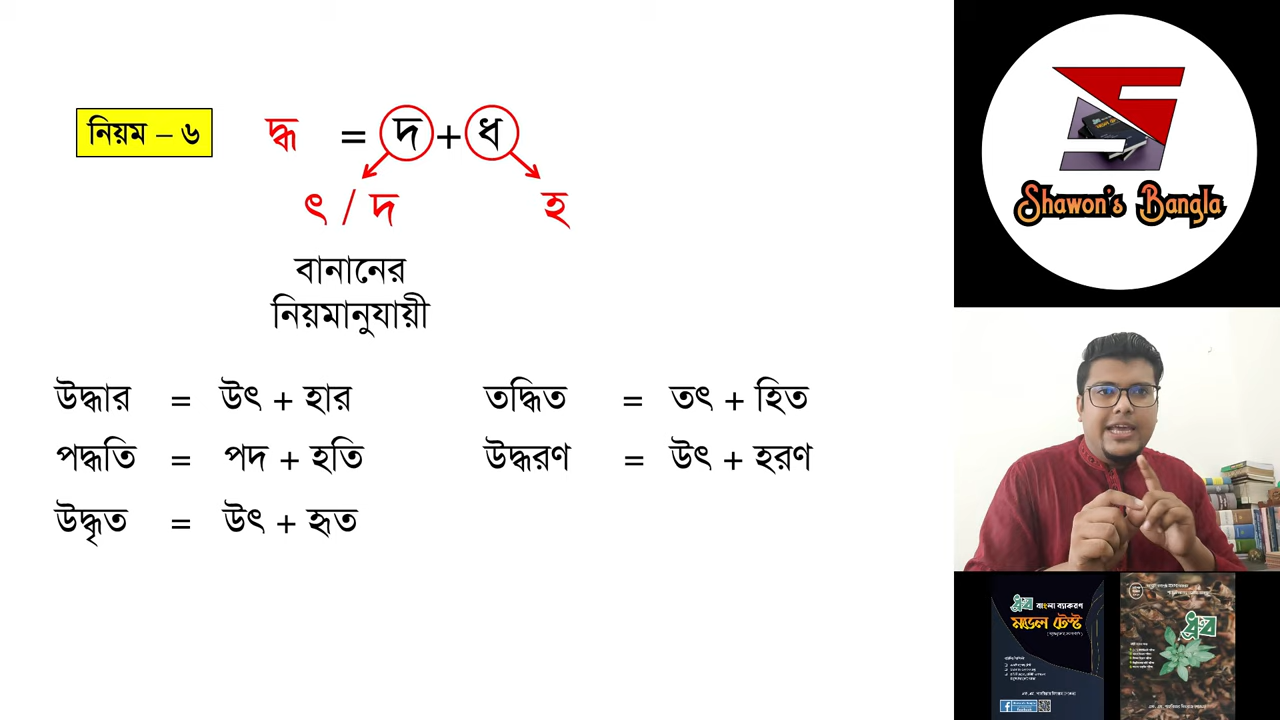 নিয়ম – ৬
দ্ধ = দ + ধ
ৎ / দ হ
বানানের
নিয়মানুযায়ী
উদ্ধার = উৎ + হার
পদ্ধতি = পদ + হতি
উদ্ধৃত = উৎ + হৃত
তদ্ধিত = তৎ + হিত
উদ্ধরণ = উৎ + হরণ
Shawon's Bangla
বাংলা ব্যাকরণ
মডেল টেস্ট